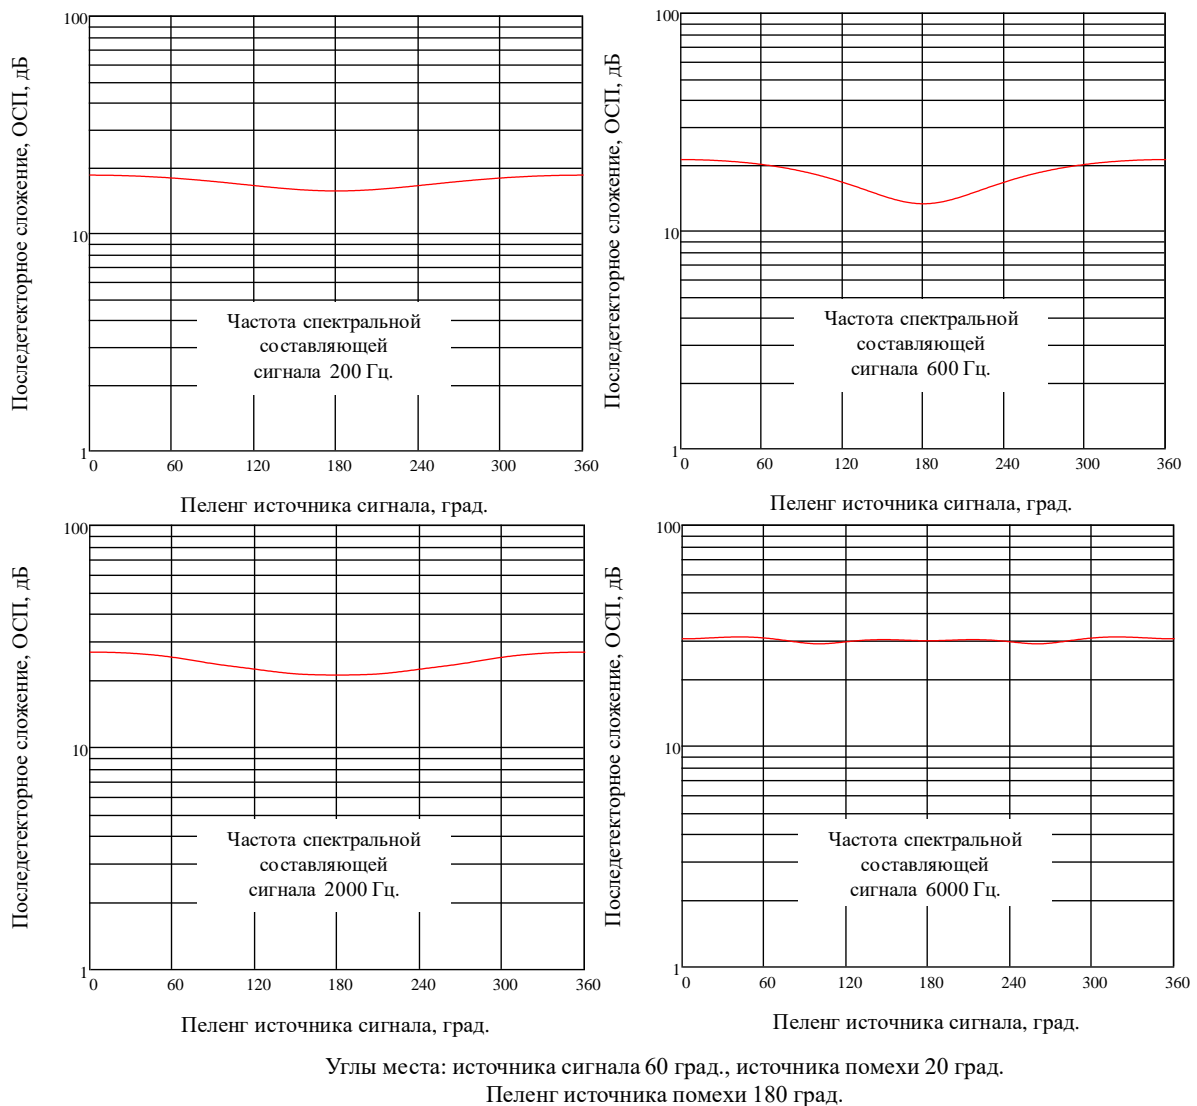 Последетекторное сложение, ОСП, дБ
100
10
1
Частота спектральной
составляющей
сигнала 200 Гц.
0 60 120 180 240 300 360
Пеленг источника сигнала, град.
Последетекторное сложение, ОСП, дБ
100
10
1
Частота спектральной
составляющей
сигнала 600 Гц.
0 60 120 180 240 300 360
Пеленг источника сигнала, град.
Последетекторное сложение, ОСП, дБ
100
10
1
Частота спектральной
составляющей
сигнала 2000 Гц.
0 60 120 180 240 300 360
Пеленг источника сигнала, град.
Последетекторное сложение, ОСП, дБ
100
10
1
Частота спектральной
составляющей
сигнала 6000 Гц.
0 60 120 180 240 300 360
Пеленг источника сигнала, град.
Углы места: источника сигнала 60 град., источника помехи 20 град.
Пеленг источника помехи 180 град.